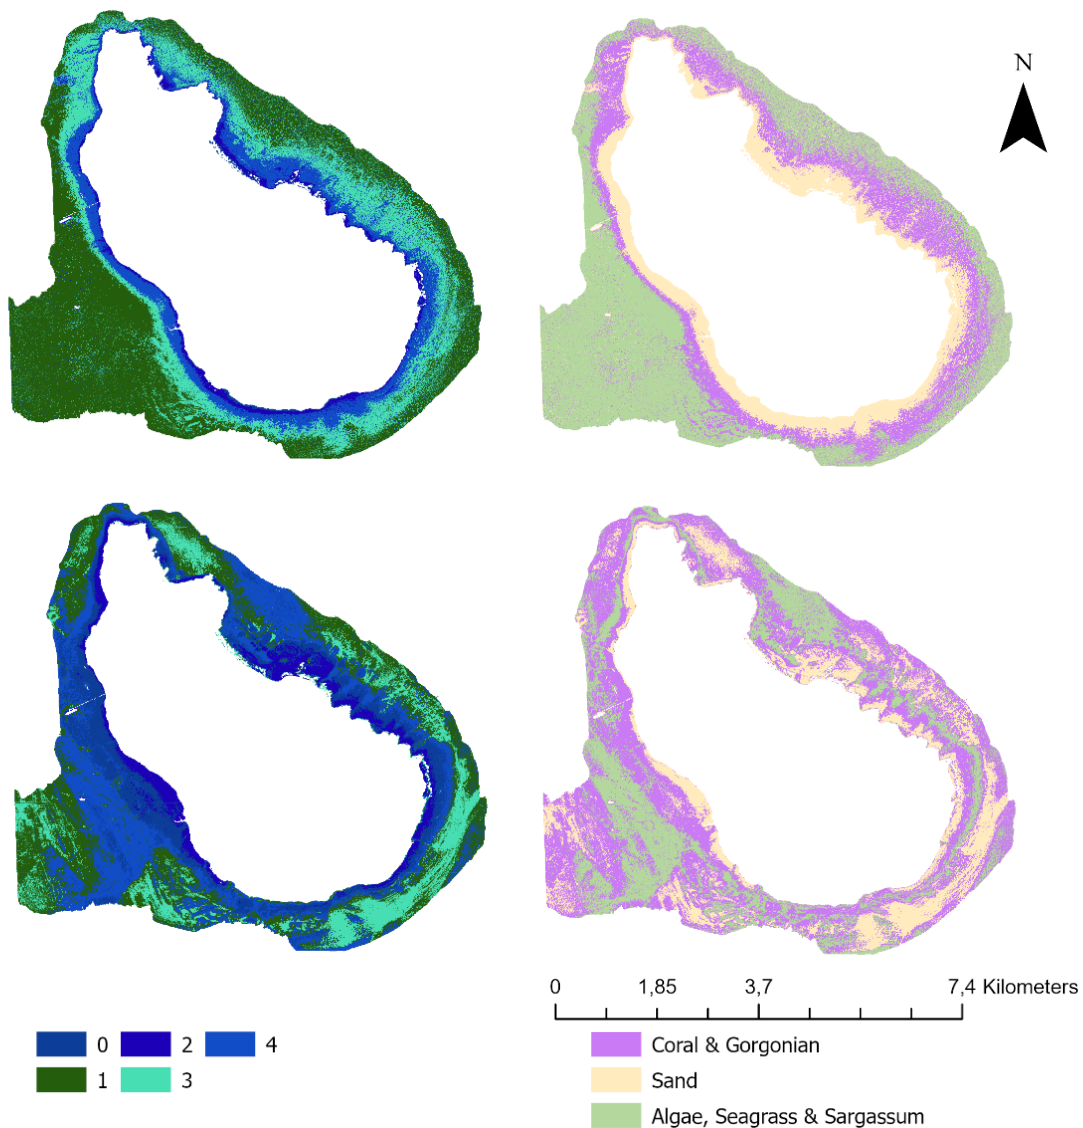 N
0 1,85 3,7 7,4 Kilometers
0 2 4
1 3
Coral & Gorgonian
Sand
Algae, Seagrass & Sargassum